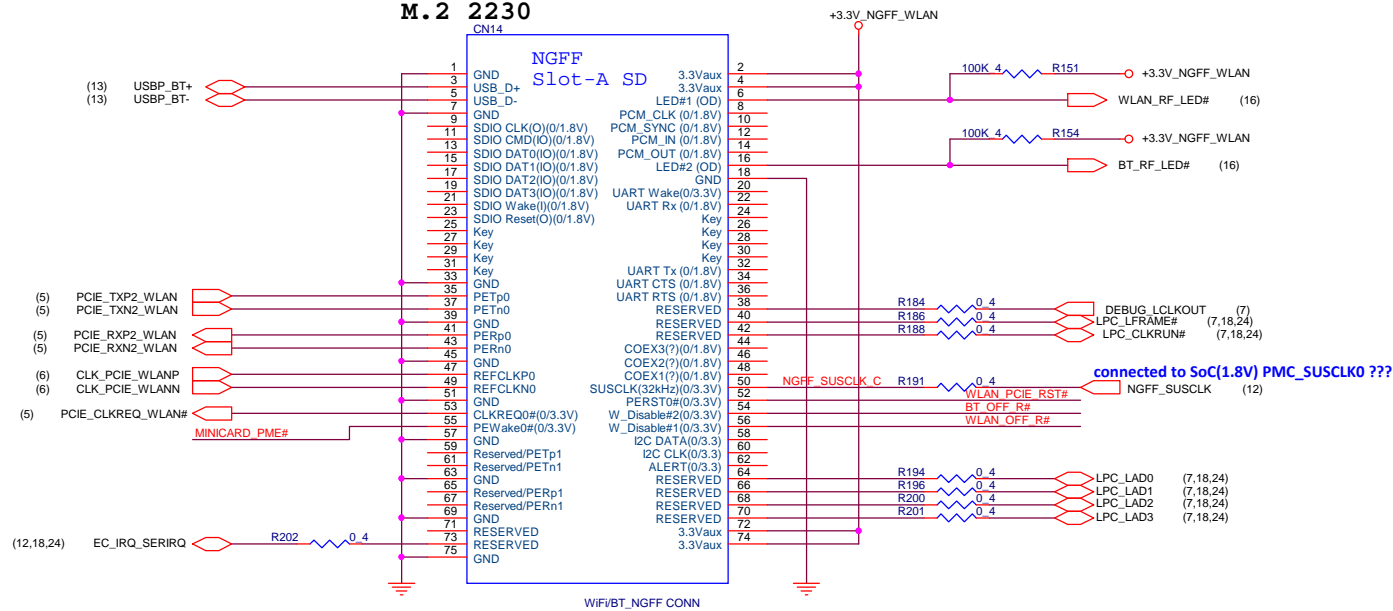 M.2 2230
CN14
NGFF
Slot-A SD
+3.3V_NGFF_WLAN
1 GND
3 USB_D+
5 USB_D-
7 GND
9 SDIO CLK(O)(0/1.8V)
11 SDIO CMD(IO)(0/1.8V)
13 SDIO DAT0(IO)(0/1.8V)
15 SDIO DAT1(IO)(0/1.8V)
17 SDIO DAT2(IO)(0/1.8V)
19 SDIO DAT3(IO)(0/1.8V)
21 SDIO Wake(I)(0/1.8V)
23 SDIO Reset(O)(0/1.8V)
25 Key
27 Key
29 Key
31 Key
33 GND
35 PETp0
37 PETn0
39 GND
41 PERp0
43 PERn0
45 GND
47 REFCLKP0
49 REFCLKN0
51 GND
53 CLKREQ0#(0/3.3V)
55 PEWake0#(0/3.3V)
57 GND
59 Reserved/PETp1
61 Reserved/PETn1
63 GND
65 Reserved/PERp1
67 Reserved/PERn1
69 GND
71 RESERVED
73 RESERVED
75 GND
3.3Vaux 2
3.3Vaux 4
LED#1 (OD) 6
PCM_CLK (0/1.8V) 8
PCM_SYNC (0/1.8V) 10
PCM_IN (0/1.8V) 12
PCM_OUT (0/1.8V) 14
LED#2 (OD) 16
GND 18
UART Wake(0/3.3V) 20
UART Rx (0/1.8V) 22
Key 24
Key 26
Key 28
Key 30
UART Tx (0/1.8V) 32
UART CTS (0/1.8V) 34
UART RTS (0/1.8V) 36
RESERVED 38
RESERVED 40
RESERVED 42
COEX3(?)(0/1.8V) 44
COEX2(?)(0/1.8V) 46
COEX1(?)(0/1.8V) 48
SUSCLK(32kHz)(0/3.3V) 50
PERST0#(0/3.3V) 52
W_Disable#2(0/3.3V) 54
W_Disable#1(0/3.3V) 56
I2C DATA(0/3.3) 58
I2C CLK(0/3.3) 60
ALERT(0/3.3) 62
RESERVED 64
RESERVED 66
RESERVED 68
RESERVED 70
3.3Vaux 72
3.3Vaux 74
(13) USBP_BT+
(13) USBP_BT-
(5) PCIE_TXP2_WLAN
(5) PCIE_TXN2_WLAN
(5) PCIE_RXP2_WLAN
(5) PCIE_RXN2_WLAN
(6) CLK_PCIE_WLANP
(6) CLK_PCIE_WLANN
(5) PCIE_CLKREQ_WLAN#
MINICARD_PME#
(12,18,24) EC_IRQ_SERIRQ R202 0_4
100K_4 R151 +3.3V_NGFF_WLAN
WLAN_RF_LED# (16)
100K_4 R154 +3.3V_NGFF_WLAN
BT_RF_LED# (16)
R184 0_4 DEBUG_LCLKOUT (7)
R186 0_4 LPC_LFRAME# (7,18,24)
R188 0_4 LPC_CLKRUN# (7,18,24)
connected to SoC(1.8V) PMC_SUSCLK0 ???
NGFF_SUSCLK_C R191 0_4 NGFF_SUSCLK (12)
WLAN_PCIE_RST#
BT_OFF_R#
WLAN_OFF_R#
R194 0_4 LPC_LAD0 (7,18,24)
R196 0_4 LPC_LAD1 (7,18,24)
R200 0_4 LPC_LAD2 (7,18,24)
R201 0_4 LPC_LAD3 (7,18,24)
WiFi/BT_NGFF CONN